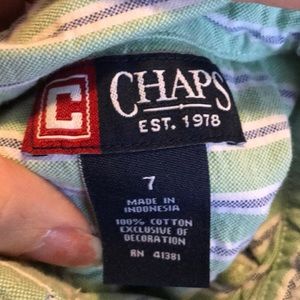 C
CHAPS
EST. 1978
7
MADE IN
INDONESIA
100% COTTON
EXCLUSIVE OF
DECORATION
RN 41381